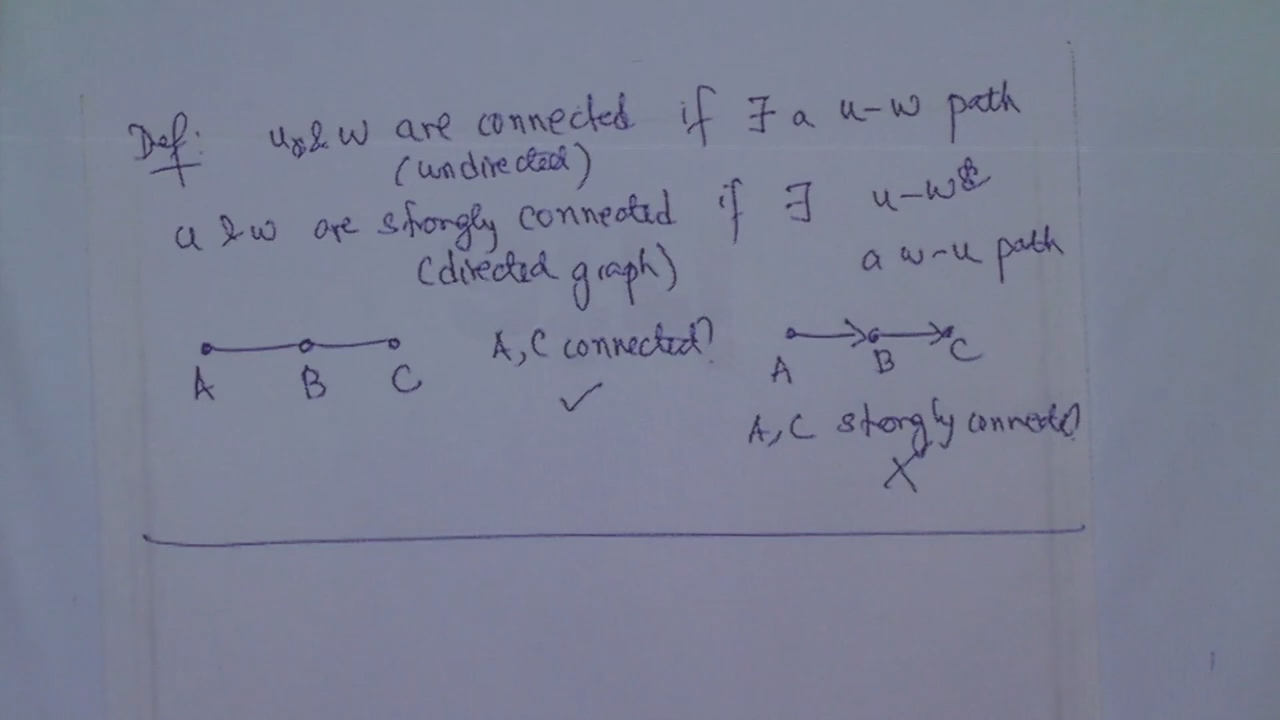 Def: u & w are connected if ∃ a u-w path
(undirected)
u & w are strongly connected if ∃ u-w &
(directed graph) a w-u path
A B C A, C connected? A B C
✓ A, C strongly connected?
X